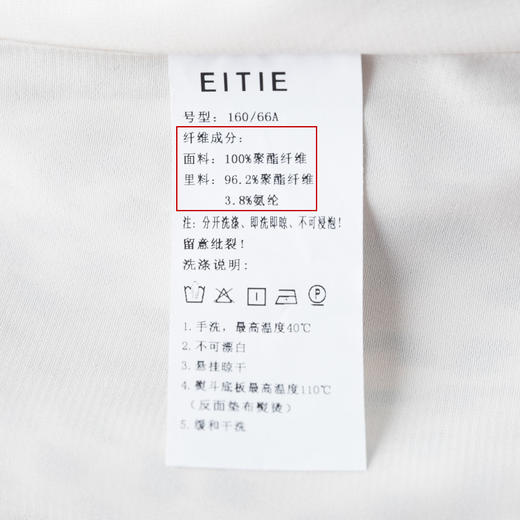 EITIE
号型: 160/66A
纤维成分:
面料: 100%聚酯纤维
里料: 96.2%聚酯纤维
3.8%氨纶
注: 分开洗涤、即洗即晾、不可浸抱!
留意纰裂!
洗涤说明:
P
1.手洗，最高温度40℃
2.不可漂白
3.悬挂晾干
4.熨斗底板最高温度110℃
（反面垫布熨烫）
5.缓和干洗